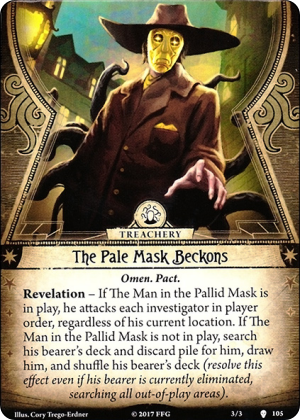 TREACHERY
The Pale Mask Beckons
Omen. Pact.
Revelation – If The Man in the Pallid Mask is
in play, he attacks each investigator in player
order, regardless of his current location. If The
Man in the Pallid Mask is not in play, search
his bearer's deck and discard pile for him, draw
him, and shuffle his bearer's deck (resolve this
effect even if his bearer is currently eliminated,
searching all out-of-play areas).
Illus. Cory Trego-Erdner © 2017 FFG 3/3 105